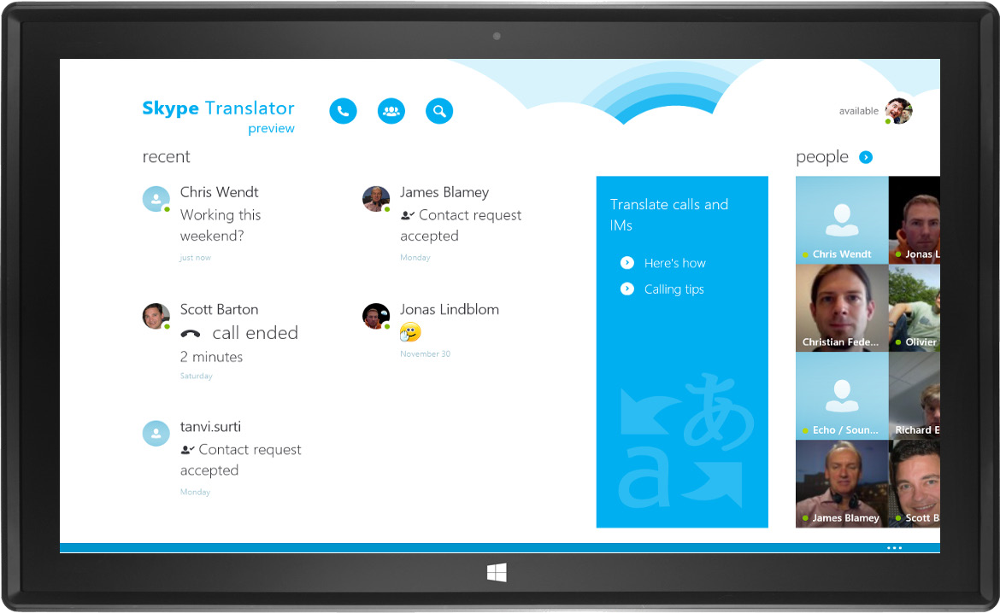 Skype Translator
preview
available
recent
people
Chris Wendt
Working this
weekend?
just now
James Blamey
Contact request
accepted
Monday
Scott Barton
call ended
2 minutes
Saturday
Jonas Lindblom
November 30
tanvi.surti
Contact request
accepted
Monday
Translate calls and
IMs
Here's how
Calling tips
あ
a
Chris Wendt
Jonas L
Christian Fede...
Olivier
Echo / Soun...
Richard E
James Blamey
Scott B